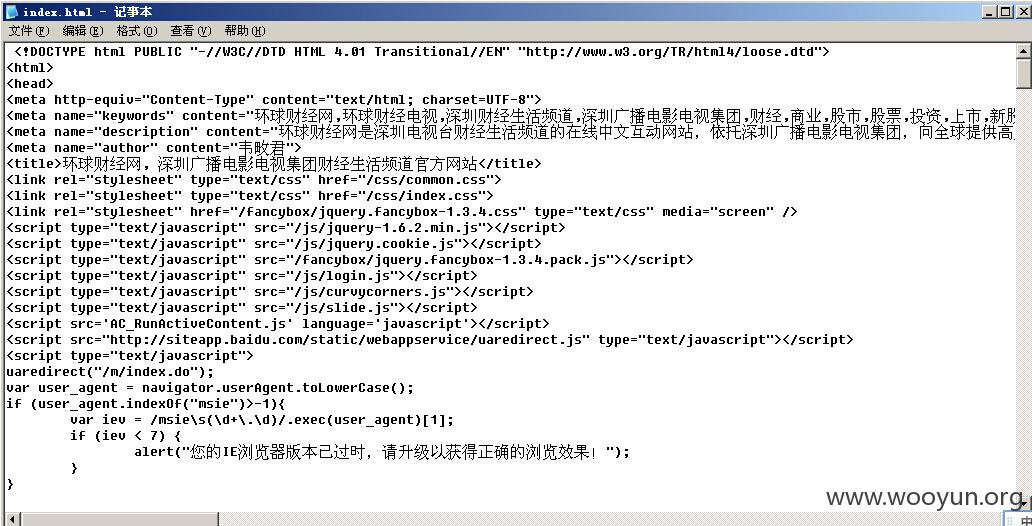 index.html - 记事本
文件(F) 编辑(E) 格式(O) 查看(V) 帮助(H)
<!DOCTYPE html PUBLIC "-//W3C//DTD HTML 4.01 Transitional//EN" "http://www.w3.org/TR/html4/loose.dtd">
<html>
<head>
<meta http-equiv="Content-Type" content="text/html; charset=UTF-8">
<meta name="keywords" content="环球财经网,环球财经电视,深圳财经生活频道,深圳广播电影电视集团,财经,商业,股市,股票,投资,上市,新股
<meta name="description" content="环球财经网是深圳电视台财经生活频道的在线中文互动网站，依托深圳广播电影电视集团，向全球提供高
<meta name="author" content="韦敃君">
<title>环球财经网，深圳广播电影电视集团财经生活频道官方网站</title>
<link rel="stylesheet" type="text/css" href="/css/common.css">
<link rel="stylesheet" type="text/css" href="/css/index.css">
<link rel="stylesheet" href="/fancybox/jquery.fancybox-1.3.4.css" type="text/css" media="screen" />
<script type="text/javascript" src="/js/jquery-1.6.2.min.js"></script>
<script type="text/javascript" src="/js/jquery.cookie.js"></script>
<script type="text/javascript" src="/fancybox/jquery.fancybox-1.3.4.pack.js"></script>
<script type="text/javascript" src="/js/login.js"></script>
<script type="text/javascript" src="/js/curvycorners.js"></script>
<script type="text/javascript" src="/js/slide.js"></script>
<script src='AC_RunActiveContent.js' language='javascript'></script>
<script src="http://siteapp.baidu.com/static/webappservice/uaredirect.js" type="text/javascript"></script>
<script type="text/javascript">
uaredirect("/m/index.do");
var user_agent = navigator.userAgent.toLowerCase();
if (user_agent.indexOf("msie")>-1){
var iev = /msie\s(\d+\.\d)/.exec(user_agent)[1];
if (iev < 7) {
alert("您的IE浏览器版本已过时，请升级以获得正确的浏览效果！");
}
}
www.wooyun.org